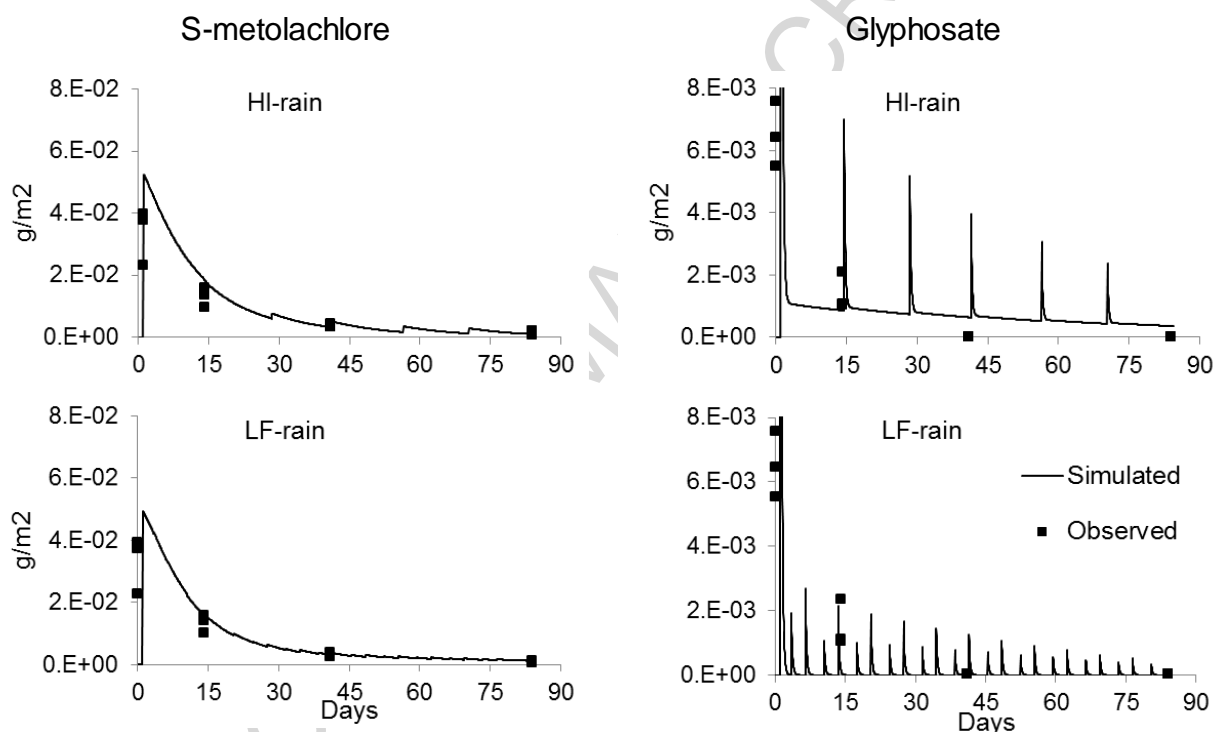 S-metolachlore
Glyphosate
HI-rain
g/m2
8.E-02
6.E-02
4.E-02
2.E-02
0.E+00
0 15 30 45 60 75 90
HI-rain
g/m2
8.E-03
6.E-03
4.E-03
2.E-03
0.E+00
0 15 30 45 60 75 90
LF-rain
g/m2
8.E-02
6.E-02
4.E-02
2.E-02
0.E+00
0 15 30 45 60 75 90
Days
LF-rain
g/m2
8.E-03
6.E-03
4.E-03
2.E-03
0.E+00
0 15 30 45 60 75 90
Days
Simulated
Observed